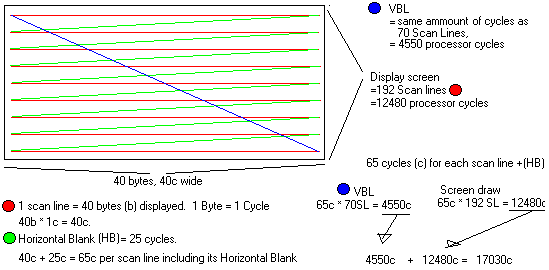 VBL
= same ammount of cycles as
70 Scan Lines,
= 4550 processor cycles
Display screen
=192 Scan lines
=12480 processor cycles
40 bytes, 40c wide
65 cycles (c) for each scan line +(HB)
1 scan line = 40 bytes (b) displayed. 1 Byte = 1 Cycle
40b * 1c = 40c.
Horizontal Blank (HB)= 25 cycles.
40c + 25c = 65c per scan line including its Horizontal Blank
VBL
65c * 70SL = 4550c
Screen draw
65c * 192 SL = 12480c
4550c + 12480c = 17030c